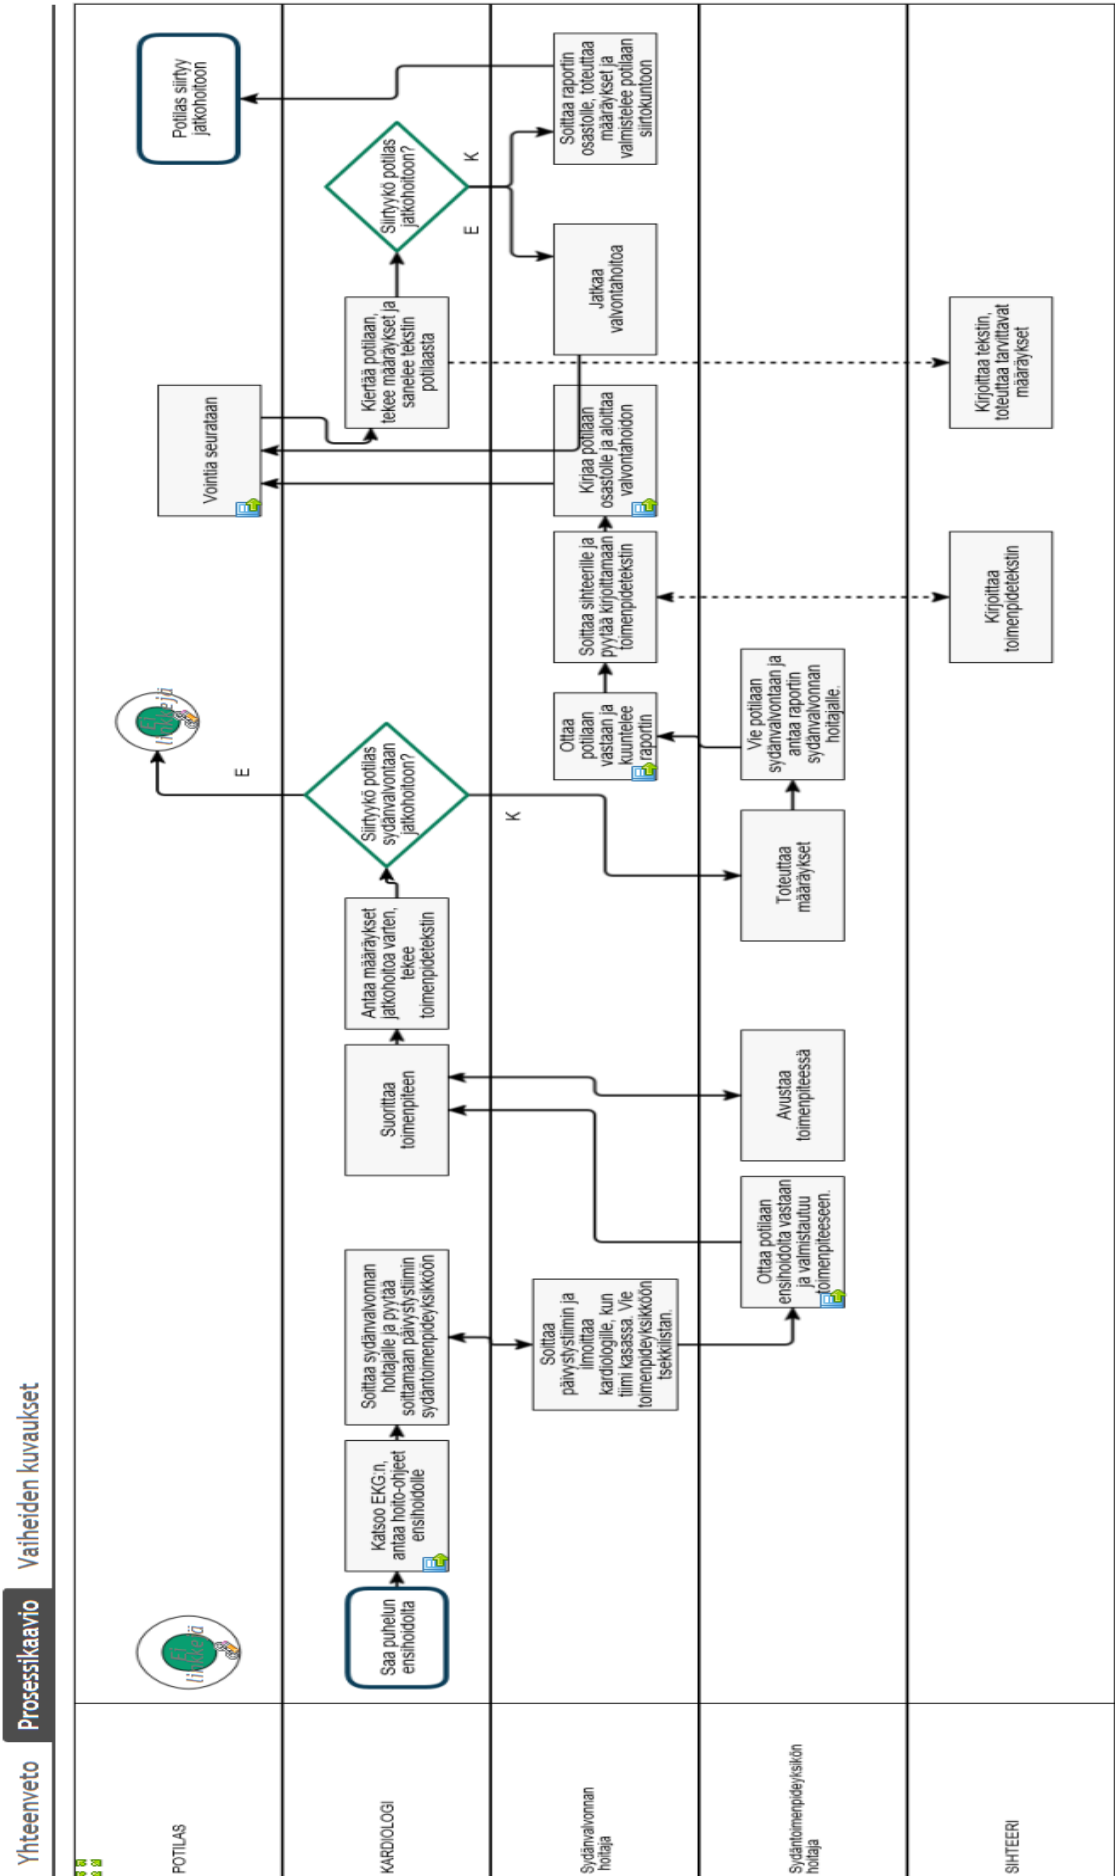 Yhteenveto
Prosessikaavio
Vaiheiden kuvaukset
POTILAS
Ei
linkkejä
Ei
linkkejä
E
Vointia seurataan
Potilas siirtyy
jatkohoitoon
KARDIOLOGI
Saa puhelun
ensihoidolta
Katsoo EKG:n,
antaa hoito-ohjeet
ensihoidolle
Soittaa sydänvalvonnan
hoitajalle ja pyytää
soittamaan päivystystiimin
sydäntoimenpideyksikköön
Suorittaa
toimenpiteen
Antaa määräykset
jatkohoitoa varten,
tekee
toimenpidetekstin
Siirtyykö potilas
sydänvalvontaan
jatkohoitoon?
Kiertää potilaan,
tekee määräykset ja
sanelee tekstin
potilaasta
Siirtyykö potilas
jatkohoitoon?
E
K
Sydänvalvonnan
hoitaja
Soittaa
päivystystiimin ja
ilmoittaa
kardiologille, kun
tiimi kasassa. Vie
toimenpideyksikköön
tsekkilistan.
K
Ottaa
potilaan
vastaan ja
kuuntelee
raportin
Soittaa sihteerille ja
pyytää kirjoittamaan
toimenpidetekstin
Kirjaa potilaan
osastolle ja aloittaa
valvontahoidon
Jatkaa
valvontahoitoa
Soittaa raportin
osastolle, toteuttaa
määräykset ja
valmistelee potilaan
siirtokuntoon
Sydäntoimenpideyksikön
hoitaja
Ottaa potilaan
ensihoidolta vastaan
ja valmistautuu
toimenpiteeseen.
Avustaa
toimenpiteessä
Toteuttaa
määräykset
Vie potilaan
sydänvalvontaan ja
antaa raportin
sydänvalvonnan
hoitajalle.
SIHTEERI
Kirjoittaa
toimenpidetekstin
Kirjoittaa tekstin,
toteuttaa tarvittavat
määräykset